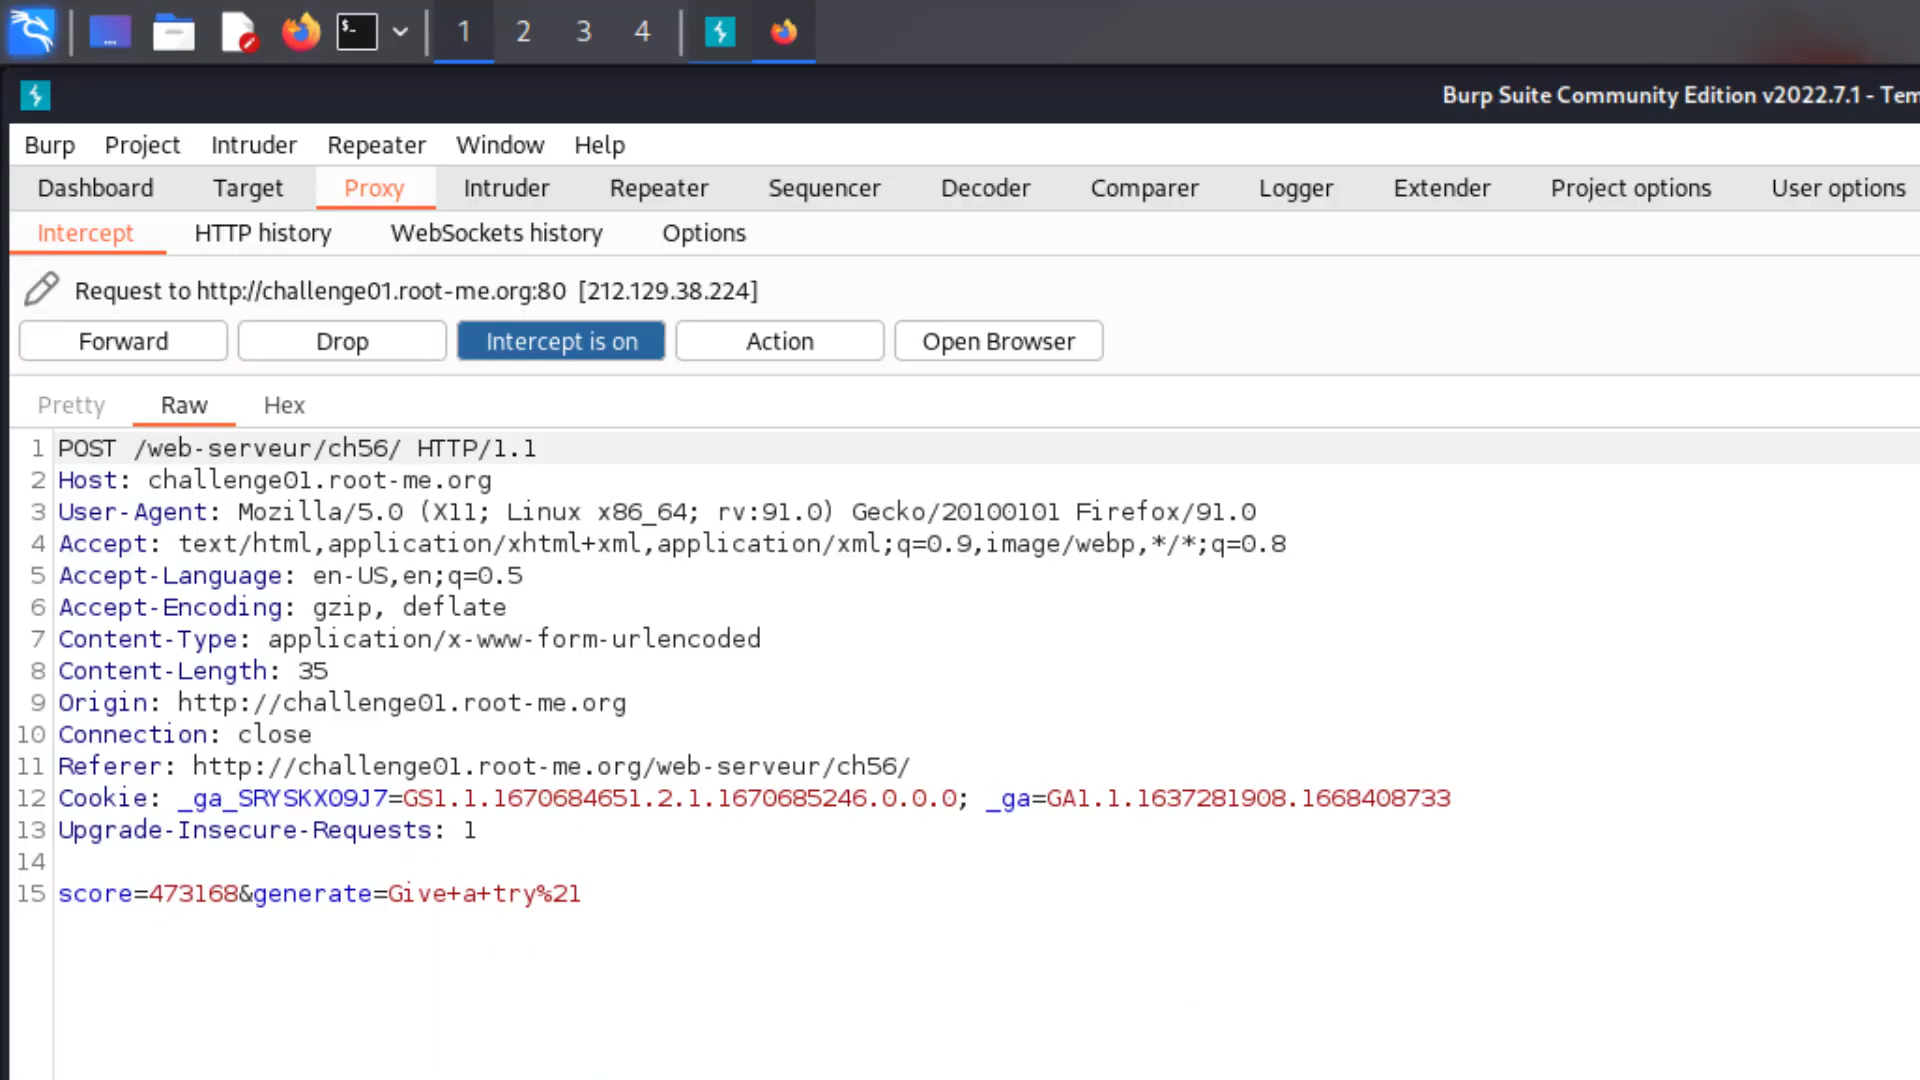 1 2 3 4
Burp Suite Community Edition v2022.7.1 - Tem
Burp Project Intruder Repeater Window Help
Dashboard Target Proxy Intruder Repeater Sequencer Decoder Comparer Logger Extender Project options User options
Intercept HTTP history WebSockets history Options
Request to http://challenge01.root-me.org:80 [212.129.38.224]
Forward Drop Intercept is on Action Open Browser
Pretty Raw Hex
1 POST /web-serveur/ch56/ HTTP/1.1
2 Host: challenge01.root-me.org
3 User-Agent: Mozilla/5.0 (X11; Linux x86_64; rv:91.0) Gecko/20100101 Firefox/91.0
4 Accept: text/html,application/xhtml+xml,application/xml;q=0.9,image/webp,*/*;q=0.8
5 Accept-Language: en-US,en;q=0.5
6 Accept-Encoding: gzip, deflate
7 Content-Type: application/x-www-form-urlencoded
8 Content-Length: 35
9 Origin: http://challenge01.root-me.org
10 Connection: close
11 Referer: http://challenge01.root-me.org/web-serveur/ch56/
12 Cookie: _ga_SRYSKX09J7=GS1.1.1670684651.2.1.1670685246.0.0.0; _ga=GA1.1.1637281908.1668408733
13 Upgrade-Insecure-Requests: 1
14
15 score=473168&generate=Give+a+try%21